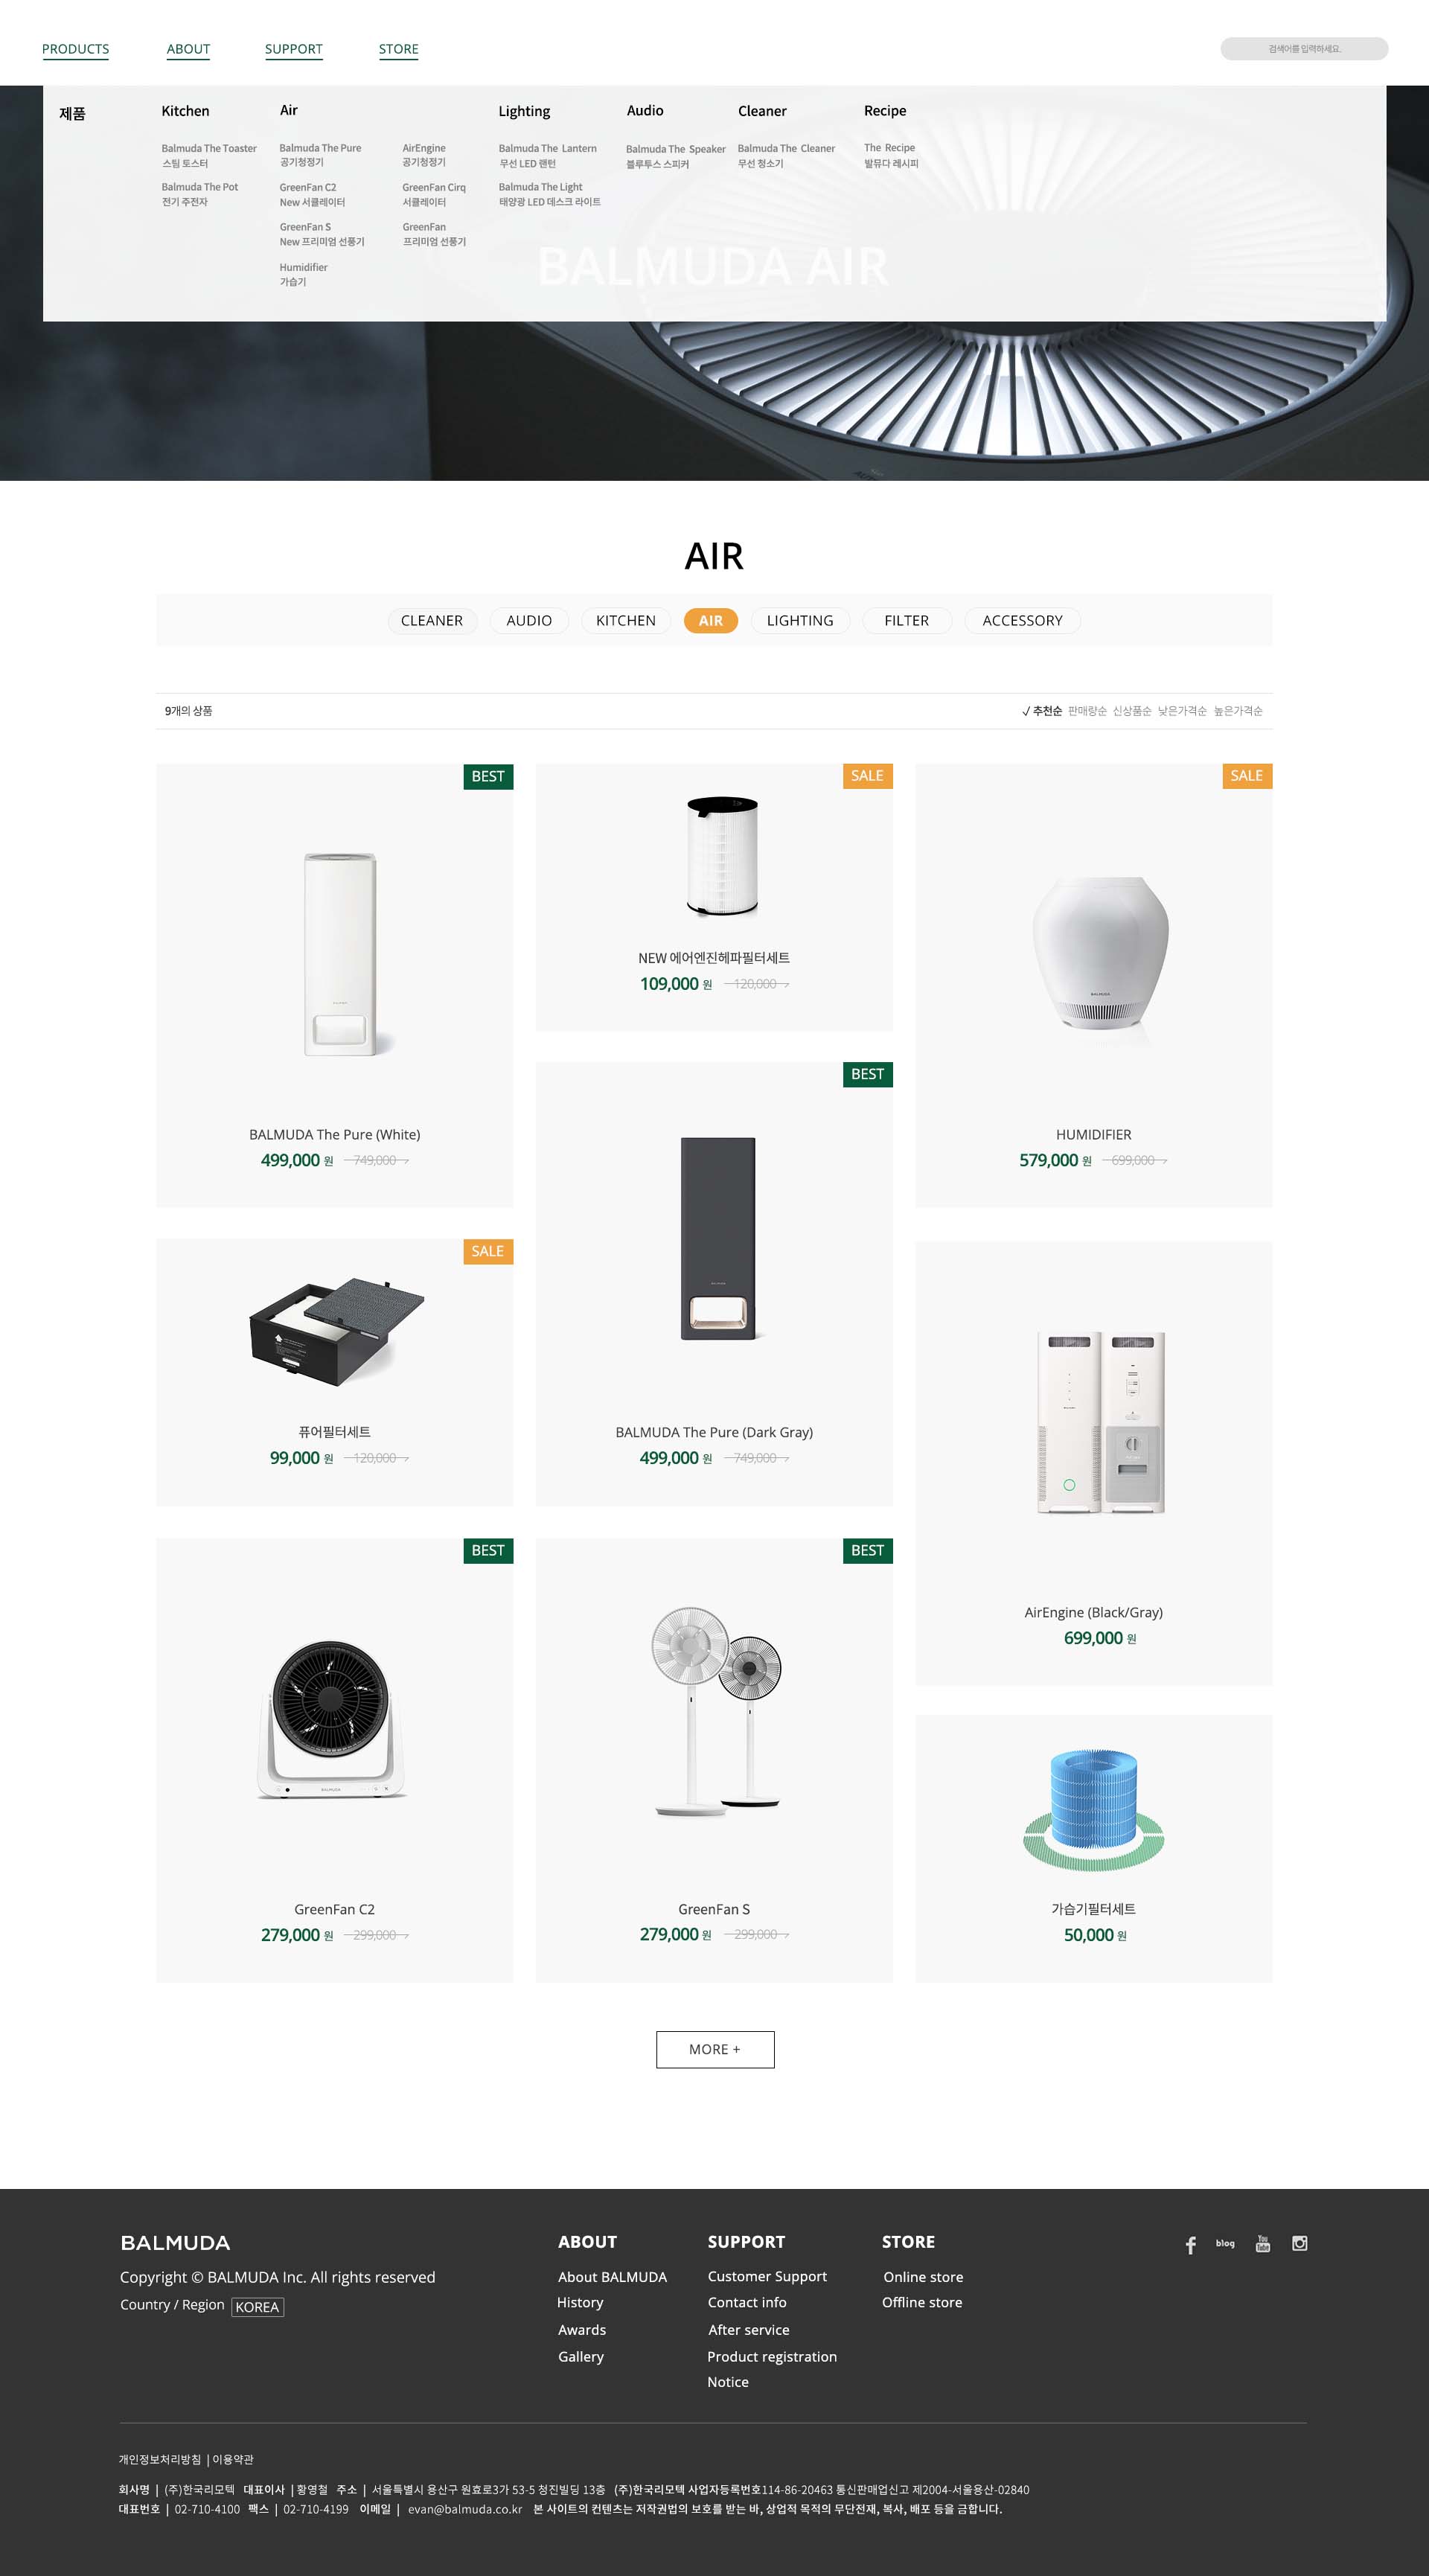 PRODUCTS ABOUT SUPPORT STORE
검색어를 입력하세요.
제품
Kitchen
Balmuda The Toaster
스팀 토스터
Balmuda The Pot
전기 주전자
Air
Balmuda The Pure
공기청정기
GreenFan C2
New 서큘레이터
GreenFan S
New 프리미엄 선풍기
Humidifier
가습기
AirEngine
공기청정기
GreenFan Cirq
서큘레이터
GreenFan
프리미엄 선풍기
Lighting
Balmuda The Lantern
무선 LED 랜턴
Balmuda The Light
태양광 LED 데스크 라이트
Audio
Balmuda The Speaker
블루투스 스피커
Cleaner
Balmuda The Cleaner
무선 청소기
Recipe
The Recipe
발뮤다 레시피
BALMUDA AIR
AIR
CLEANER AUDIO KITCHEN AIR LIGHTING FILTER ACCESSORY
9개의 상품
✓ 추천순 판매량순 신상품순 낮은가격순 높은가격순
BEST
BALMUDA The Pure (White)
499,000 원 749,000
SALE
NEW 에어엔진헤파필터세트
109,000 원 120,000
SALE
BALMUDA
HUMIDIFIER
579,000 원 699,000
SALE
퓨어필터세트
99,000 원 120,000
BEST
BALMUDA The Pure (Dark Gray)
499,000 원 749,000
AirEngine (Black/Gray)
699,000 원
BEST
BALMUDA
GreenFan C2
279,000 원 299,000
BEST
GreenFan S
279,000 원 299,000
가습기필터세트
50,000 원
MORE +
BALMUDA
Copyright © BALMUDA Inc. All rights reserved
Country / Region KOREA
ABOUT
About BALMUDA
History
Awards
Gallery
SUPPORT
Customer Support
Contact info
After service
Product registration
Notice
STORE
Online store
Offline store
f blog You Tube
개인정보처리방침 | 이용약관
회사명 | (주)한국리모텍 대표이사 | 황영철 주소 | 서울특별시 용산구 원효로3가 53-5 청진빌딩 13층 (주)한국리모텍 사업자등록번호114-86-20463 통신판매업신고 제2004-서울용산-02840
대표번호 | 02-710-4100 팩스 | 02-710-4199 이메일 | evan@balmuda.co.kr 본 사이트의 컨텐츠는 저작권법의 보호를 받는 바, 상업적 목적의 무단전재, 복사, 배포 등을 금합니다.